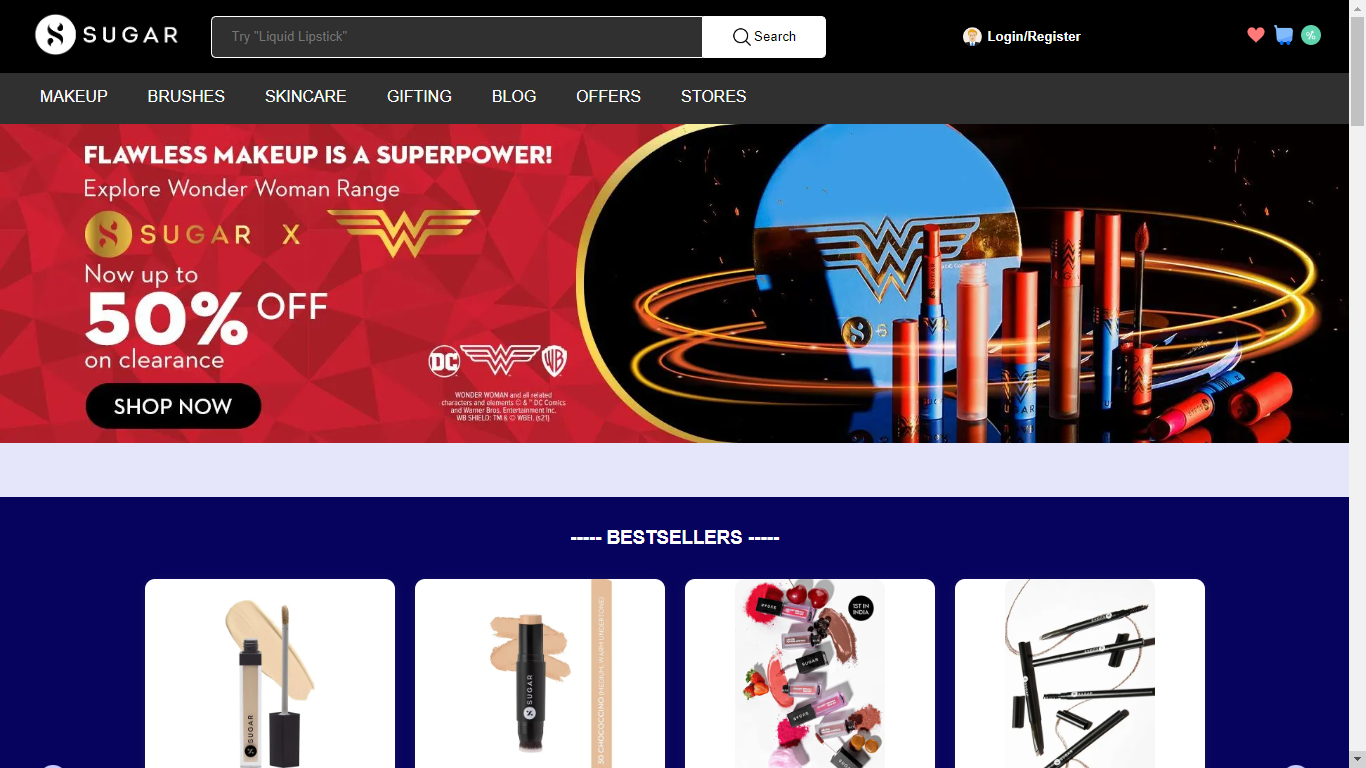 SUGAR
Try "Liquid Lipstick"
Search
Login/Register
%
MAKEUP
BRUSHES
SKINCARE
GIFTING
BLOG
OFFERS
STORES
FLAWLESS MAKEUP IS A SUPERPOWER!
Explore Wonder Woman Range
SUGAR X
Now up to
50% OFF
on clearance
SHOP NOW
DC
WB
WONDER WOMAN and all related
characters and elements © & ™ DC Comics
and Warner Bros. Entertainment Inc.
WB SHIELD: TM & © WBEI. (s21)
----- BESTSELLERS -----
SUGAR
SUGAR
30 CHOCOCCINO (MEDIUM, WARM UNDERTONE)
1ST IN
INDIA
SUGAR
SUGAR